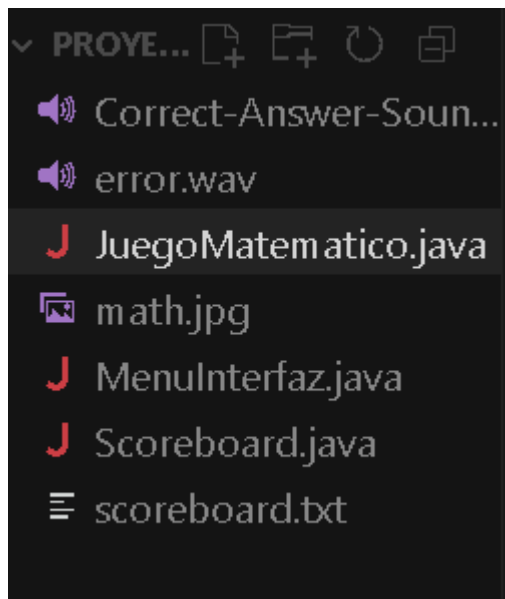 PROYE...
Correct-Answer-Soun...
error.wav
JuegoMatematico.java
math.jpg
MenuInterfaz.java
Scoreboard.java
scoreboard.txt